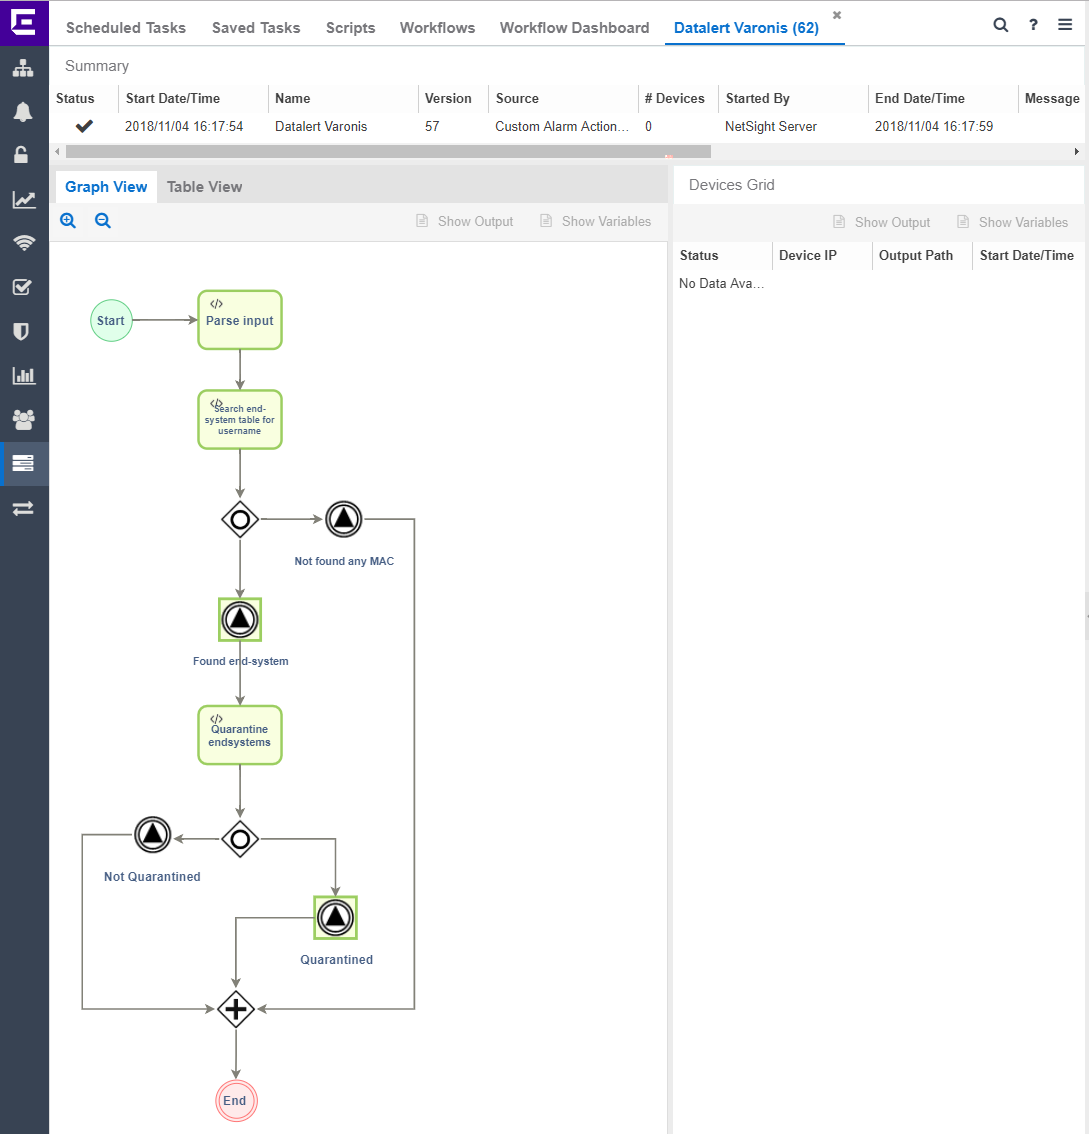 Scheduled Tasks Saved Tasks Scripts Workflows Workflow Dashboard Datalert Varonis (62)
Summary
Status Start Date/Time Name Version Source # Devices Started By End Date/Time Message
2018/11/04 16:17:54 Datalert Varonis 57 Custom Alarm Action... 0 NetSight Server 2018/11/04 16:17:59
Graph View Table View
Show Output Show Variables
Devices Grid
Show Output Show Variables
Status Device IP Output Path Start Date/Time
No Data Ava...
Start
</>
Parse input
</>
Search end-
system table for
username
Not found any MAC
Found end-system
</>
Quarantine
endsystems
Not Quarantined
Quarantined
End